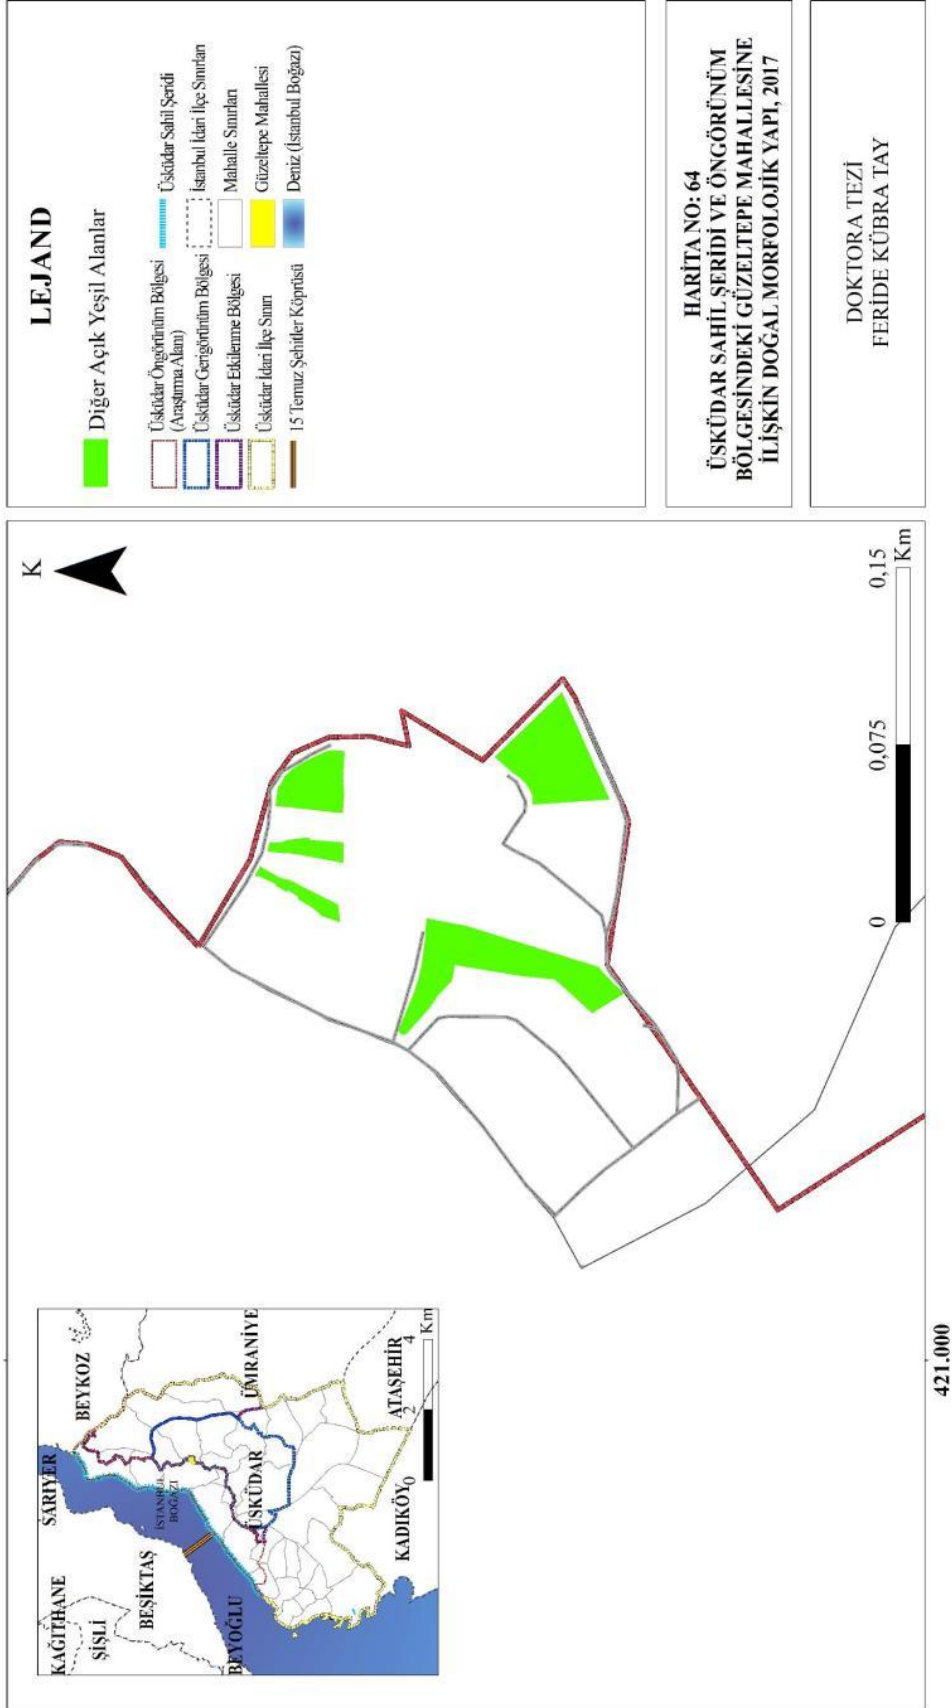 KAĞITHANE
ŞİŞLİ
SARIYER
BEYKOZ
BEŞİKTAŞ
İSTANBUL
BOĞAZI
BEYOĞLU
ÜSKÜDAR
ÜMRANİYE
KADIKÖY
ATAŞEHİR
0 2 4
Km
K
0 0,075 0,15
Km
421.000
LEJAND
Diğer Açık Yeşil Alanlar
Üsküdar Öngörünüm Bölgesi
(Araştırma Alanı)
Üsküdar Gerigörünüm Bölgesi
Üsküdar Etkilenme Bölgesi
Üsküdar İdari İlçe Sınırı
15 Temmuz Şehitler Köprüsü
Üsküdar Sahil Şeridi
İstanbul İdari İlçe Sınırları
Mahalle Sınırları
Güzeltepe Mahallesi
Deniz (İstanbul Boğazı)
HARİTA NO: 64
ÜSKÜDAR SAHİL ŞERİDİ VE ÖNGÖRÜNÜM
BÖLGESİNDEKİ GÜZELTEPE MAHALLESİNE
İLİŞKİN DOĞAL MORFOLOJİK YAPI, 2017
DOKTORA TEZİ
FERİDE KÜBRA TAY